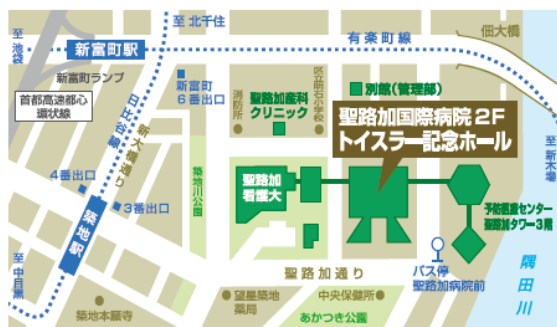 至北千住
至池袋
新富町駅
有楽町線
佃大橋
新富町ランプ
首都高速都心
環状線
日比谷線
新大橋通り
新富町
6番出口
消防所
聖路加産科
クリニック
区立明石小学校
別館(管理部)
聖路加国際病院2F
トイスラー記念ホール
至新木場
4番出口
3番出口
築地駅
築地川公園
聖路加
看護大
予防医療センター
聖路加タワー3階
バス停
聖路加病院前
隅田川
至中目黒
聖路加通り
築地本願寺
望星築地
薬局
中央保健所
あかつき公園